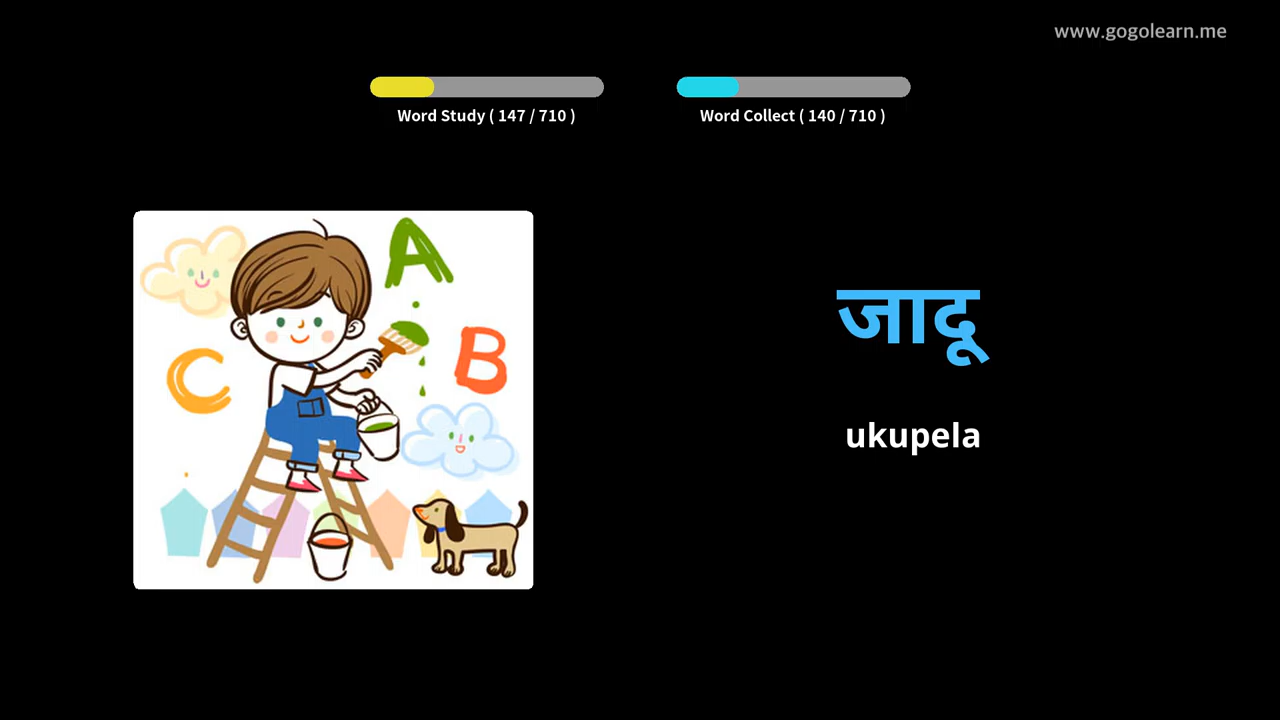 www.gogolearn.me
Word Study ( 147 / 710 )
Word Collect ( 140 / 710 )
A
B
C
जादू
ukupela